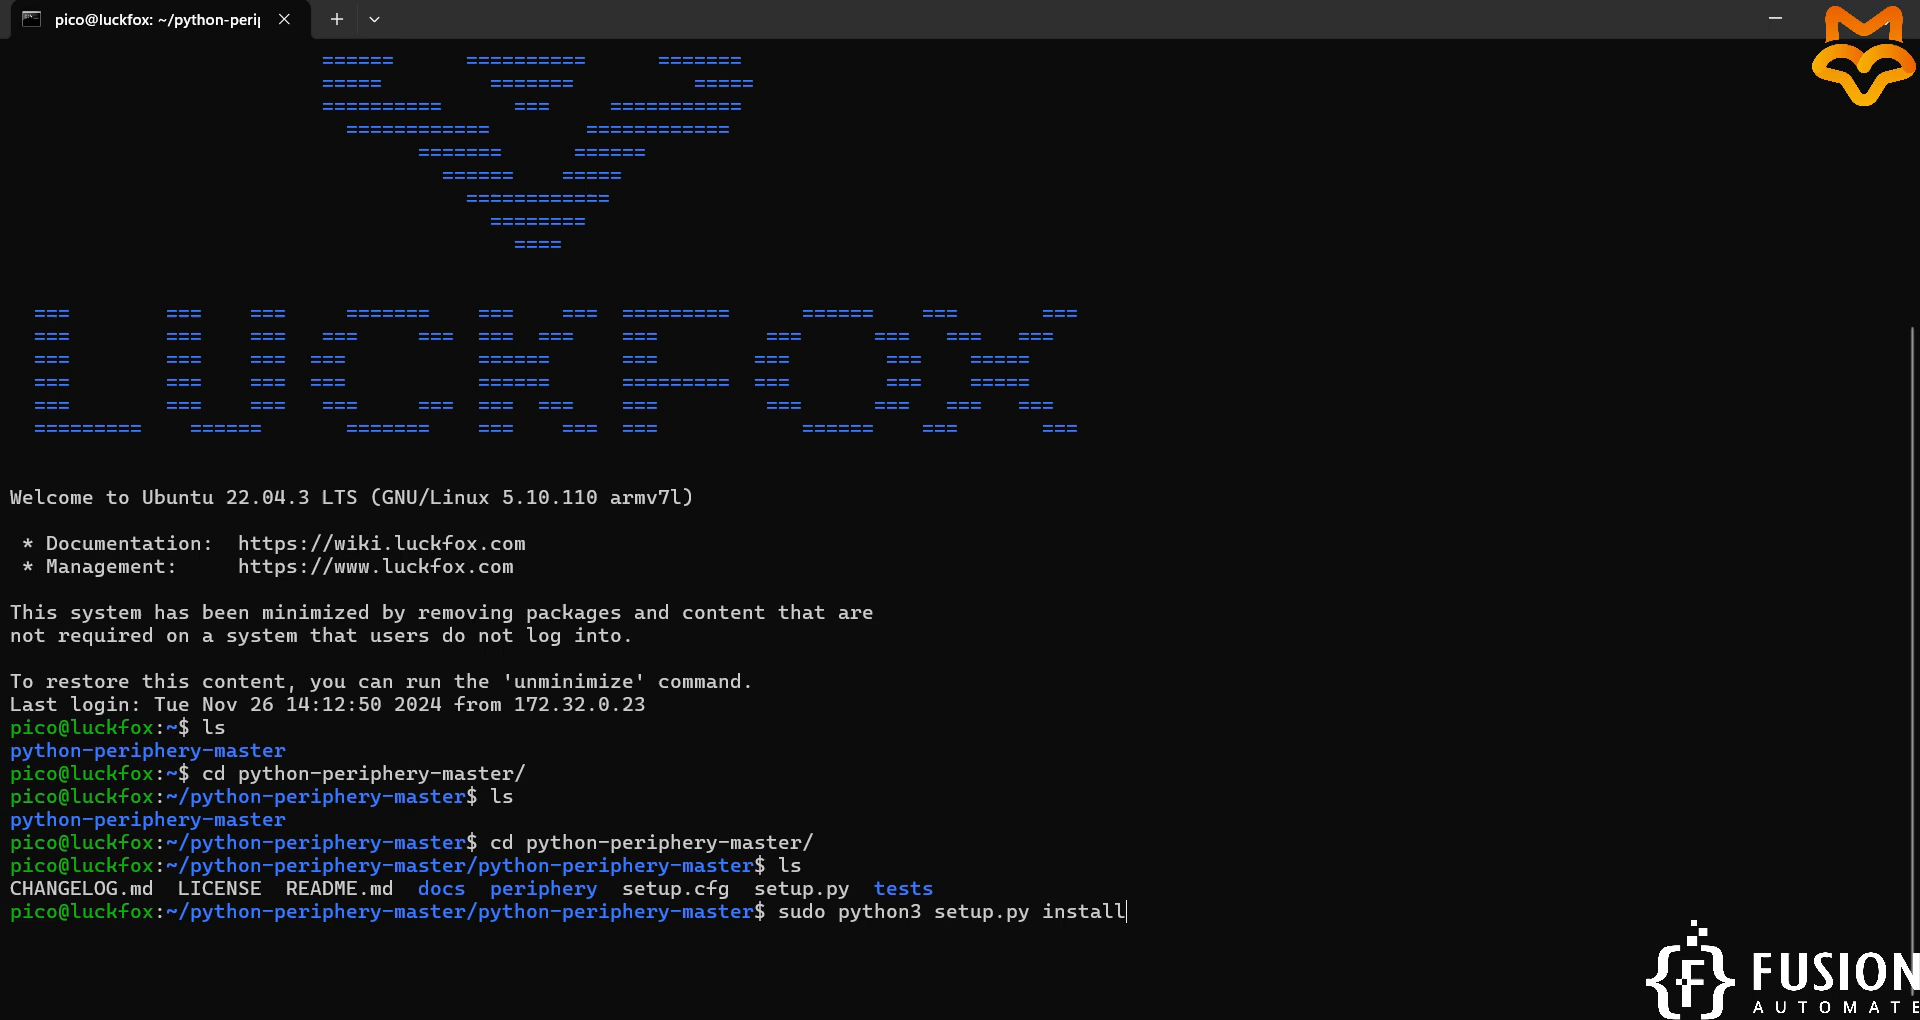 pico@luckfox: ~/python-perip
Welcome to Ubuntu 22.04.3 LTS (GNU/Linux 5.10.110 armv7l)
* Documentation:  https://wiki.luckfox.com
* Management:     https://www.luckfox.com
This system has been minimized by removing packages and content that are
not required on a system that users do not log into.
To restore this content, you can run the 'unminimize' command.
Last login: Tue Nov 26 14:12:50 2024 from 172.32.0.23
pico@luckfox:~$ ls
python-periphery-master
pico@luckfox:~$ cd python-periphery-master/
pico@luckfox:~/python-periphery-master$ ls
python-periphery-master
pico@luckfox:~/python-periphery-master$ cd python-periphery-master/
pico@luckfox:~/python-periphery-master/python-periphery-master$ ls
CHANGELOG.md  LICENSE  README.md  docs  periphery  setup.cfg  setup.py  tests
pico@luckfox:~/python-periphery-master/python-periphery-master$ sudo python3 setup.py install
{F} FUSION
AUTOMATE
LUCKFOX